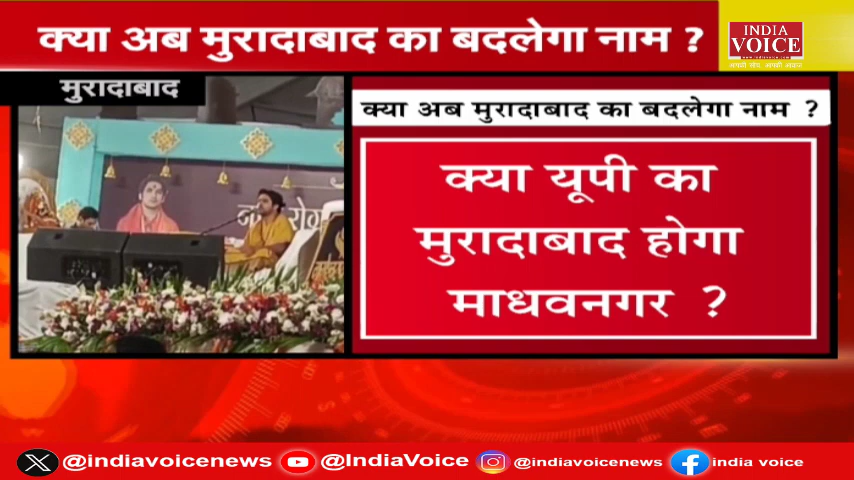 क्या अब मुरादाबाद का बदलेगा नाम ?
INDIA
VOICE
मुरादाबाद
क्या अब मुरादाबाद का बदलेगा नाम ?
क्या यूपी का
मुरादाबाद होगा
माधवनगर ?
@indiavoicenews
@IndiaVoice
@indiavoicenews
india voice